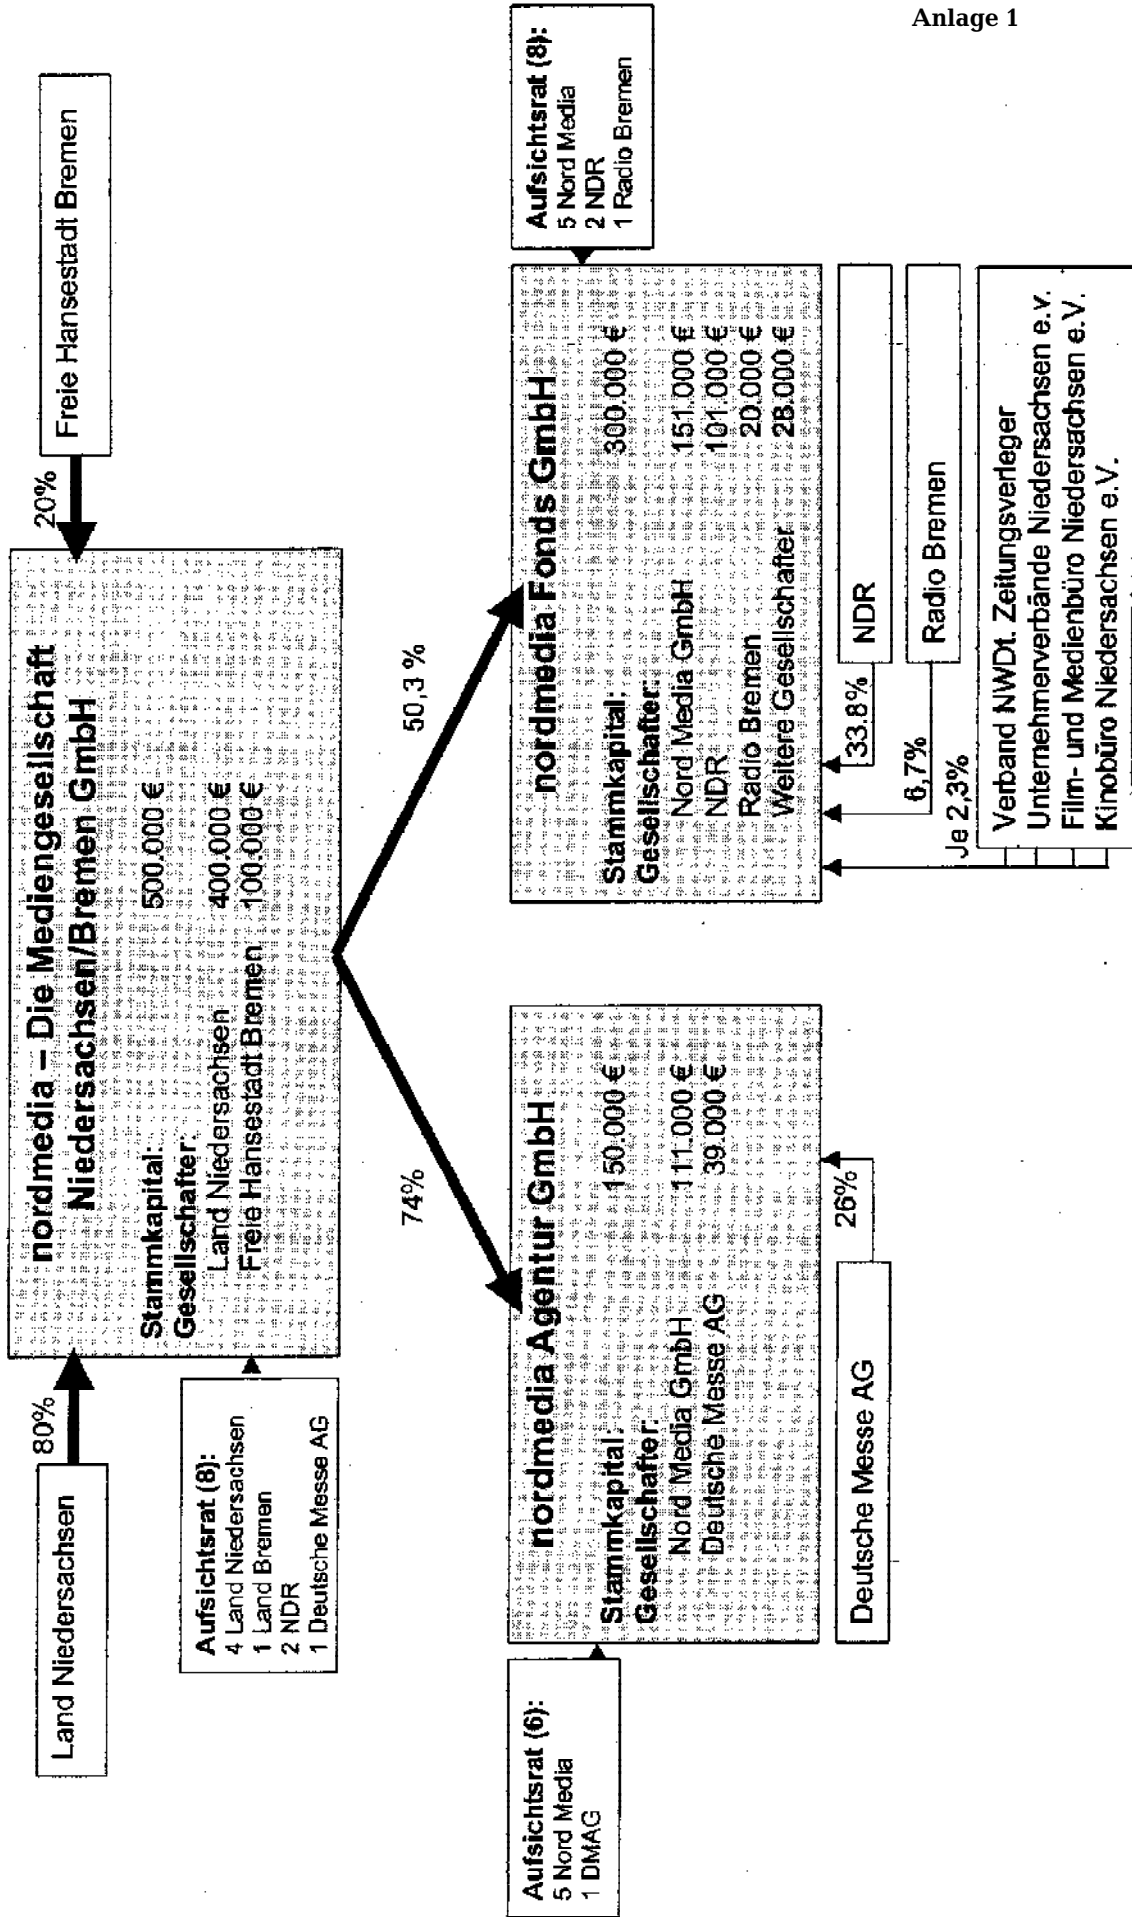 Anlage 1
Land Niedersachsen
80%
nordmedia – Die Mediengesellschaft
Niedersachsen/Bremen GmbH
Stammkapital: 500.000 €
Gesellschafter:
Land Niedersachsen 400.000 €
Freie Hansestadt Bremen 100.000 €
20%
Freie Hansestadt Bremen
Aufsichtsrat (8):
4 Land Niedersachsen
1 Land Bremen
2 NDR
1 Deutsche Messe AG
74%
50,3 %
Aufsichtsrat (6):
5 Nord Media
1 DMAG
nordmedia Agentur GmbH
Stammkapital: 150.000 €
Gesellschafter:
Nord Media GmbH 111.000 €
Deutsche Messe AG 39.000 €
Deutsche Messe AG
26%
nordmedia Fonds GmbH
Stammkapital: 300.000 €
Gesellschafter:
Nord Media GmbH 151.000 €
NDR 101.000 €
Radio Bremen 20.000 €
Weitere Gesellschafter 28.000 €
Aufsichtsrat (8):
5 Nord Media
2 NDR
1 Radio Bremen
33.8%
NDR
6,7%
Radio Bremen
Je 2,3%
Verband NWDt. Zeitungsverleger
Unternehmerverbände Niedersachsen e.v.
Film- und Medienbüro Niedersachsen e.V.
Kinobüro Niedersachsen e.V.